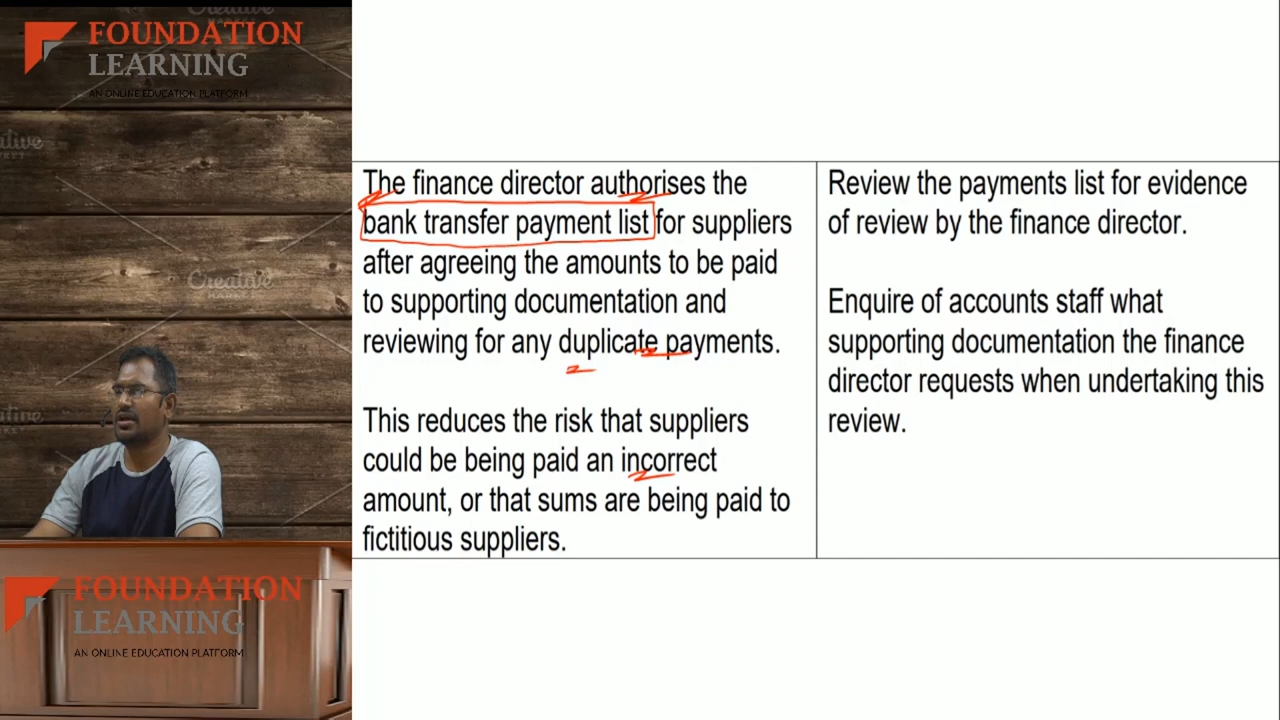 FOUNDATION
LEARNING
AN ONLINE EDUCATION PLATFORM
Creative
MARKET
The finance director authorises the
bank transfer payment list for suppliers
after agreeing the amounts to be paid
to supporting documentation and
reviewing for any duplicate payments.
This reduces the risk that suppliers
could be being paid an incorrect
amount, or that sums are being paid to
fictitious suppliers.
Review the payments list for evidence
of review by the finance director.
Enquire of accounts staff what
supporting documentation the finance
director requests when undertaking this
review.
Creative
MARKET
FOUNDATION
LEARNING
AN ONLINE EDUCATION PLATFORM